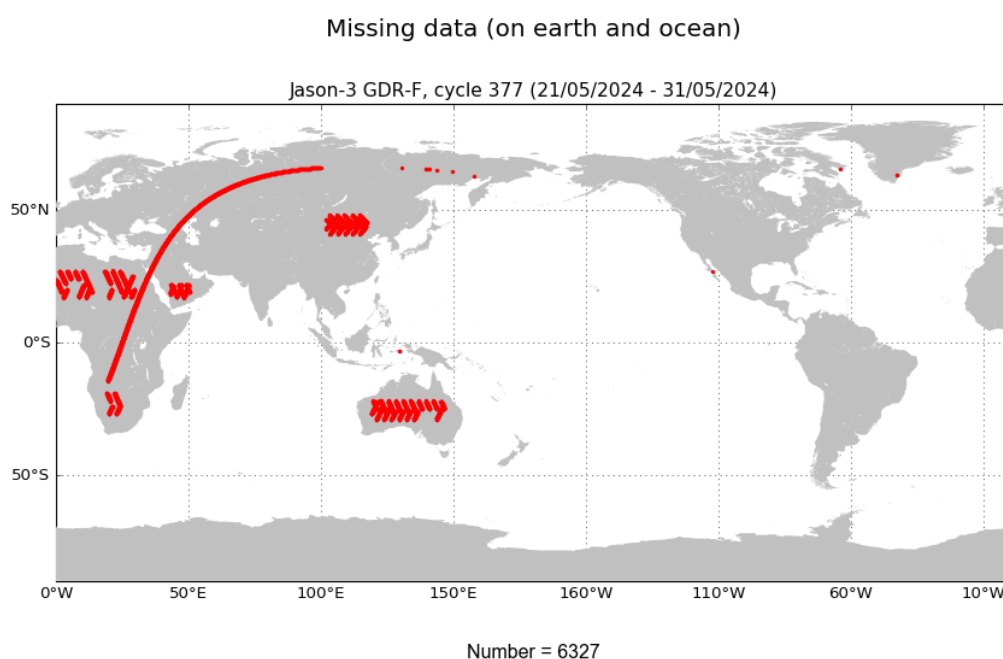 Missing data (on earth and ocean)
Jason-3 GDR-F, cycle 377 (21/05/2024 - 31/05/2024)
50°N
0°S
50°S
0°W 50°E 100°E 150°E 160°W 110°W 60°W 10°W
Number = 6327